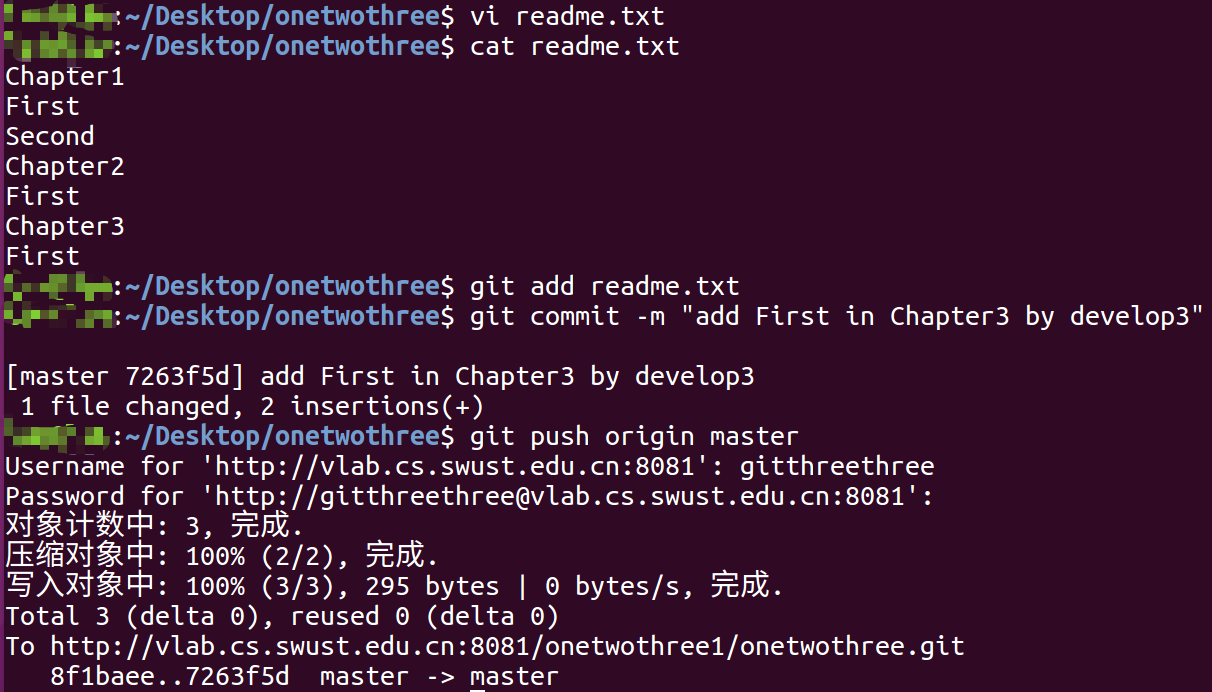 :~/Desktop/onetwothree$ vi readme.txt
:~/Desktop/onetwothree$ cat readme.txt
Chapter1
First
Second
Chapter2
First
Chapter3
First
:~/Desktop/onetwothree$ git add readme.txt
:~/Desktop/onetwothree$ git commit -m "add First in Chapter3 by develop3"
[master 7263f5d] add First in Chapter3 by develop3
1 file changed, 2 insertions(+)
:~/Desktop/onetwothree$ git push origin master
Username for 'http://vlab.cs.swust.edu.cn:8081': gitthreethree
Password for 'http://gitthreethree@vlab.cs.swust.edu.cn:8081':
对象计数中: 3, 完成.
压缩对象中: 100% (2/2), 完成.
写入对象中: 100% (3/3), 295 bytes | 0 bytes/s, 完成.
Total 3 (delta 0), reused 0 (delta 0)
To http://vlab.cs.swust.edu.cn:8081/onetwothree1/onetwothree.git
8f1baee..7263f5d  master -> master